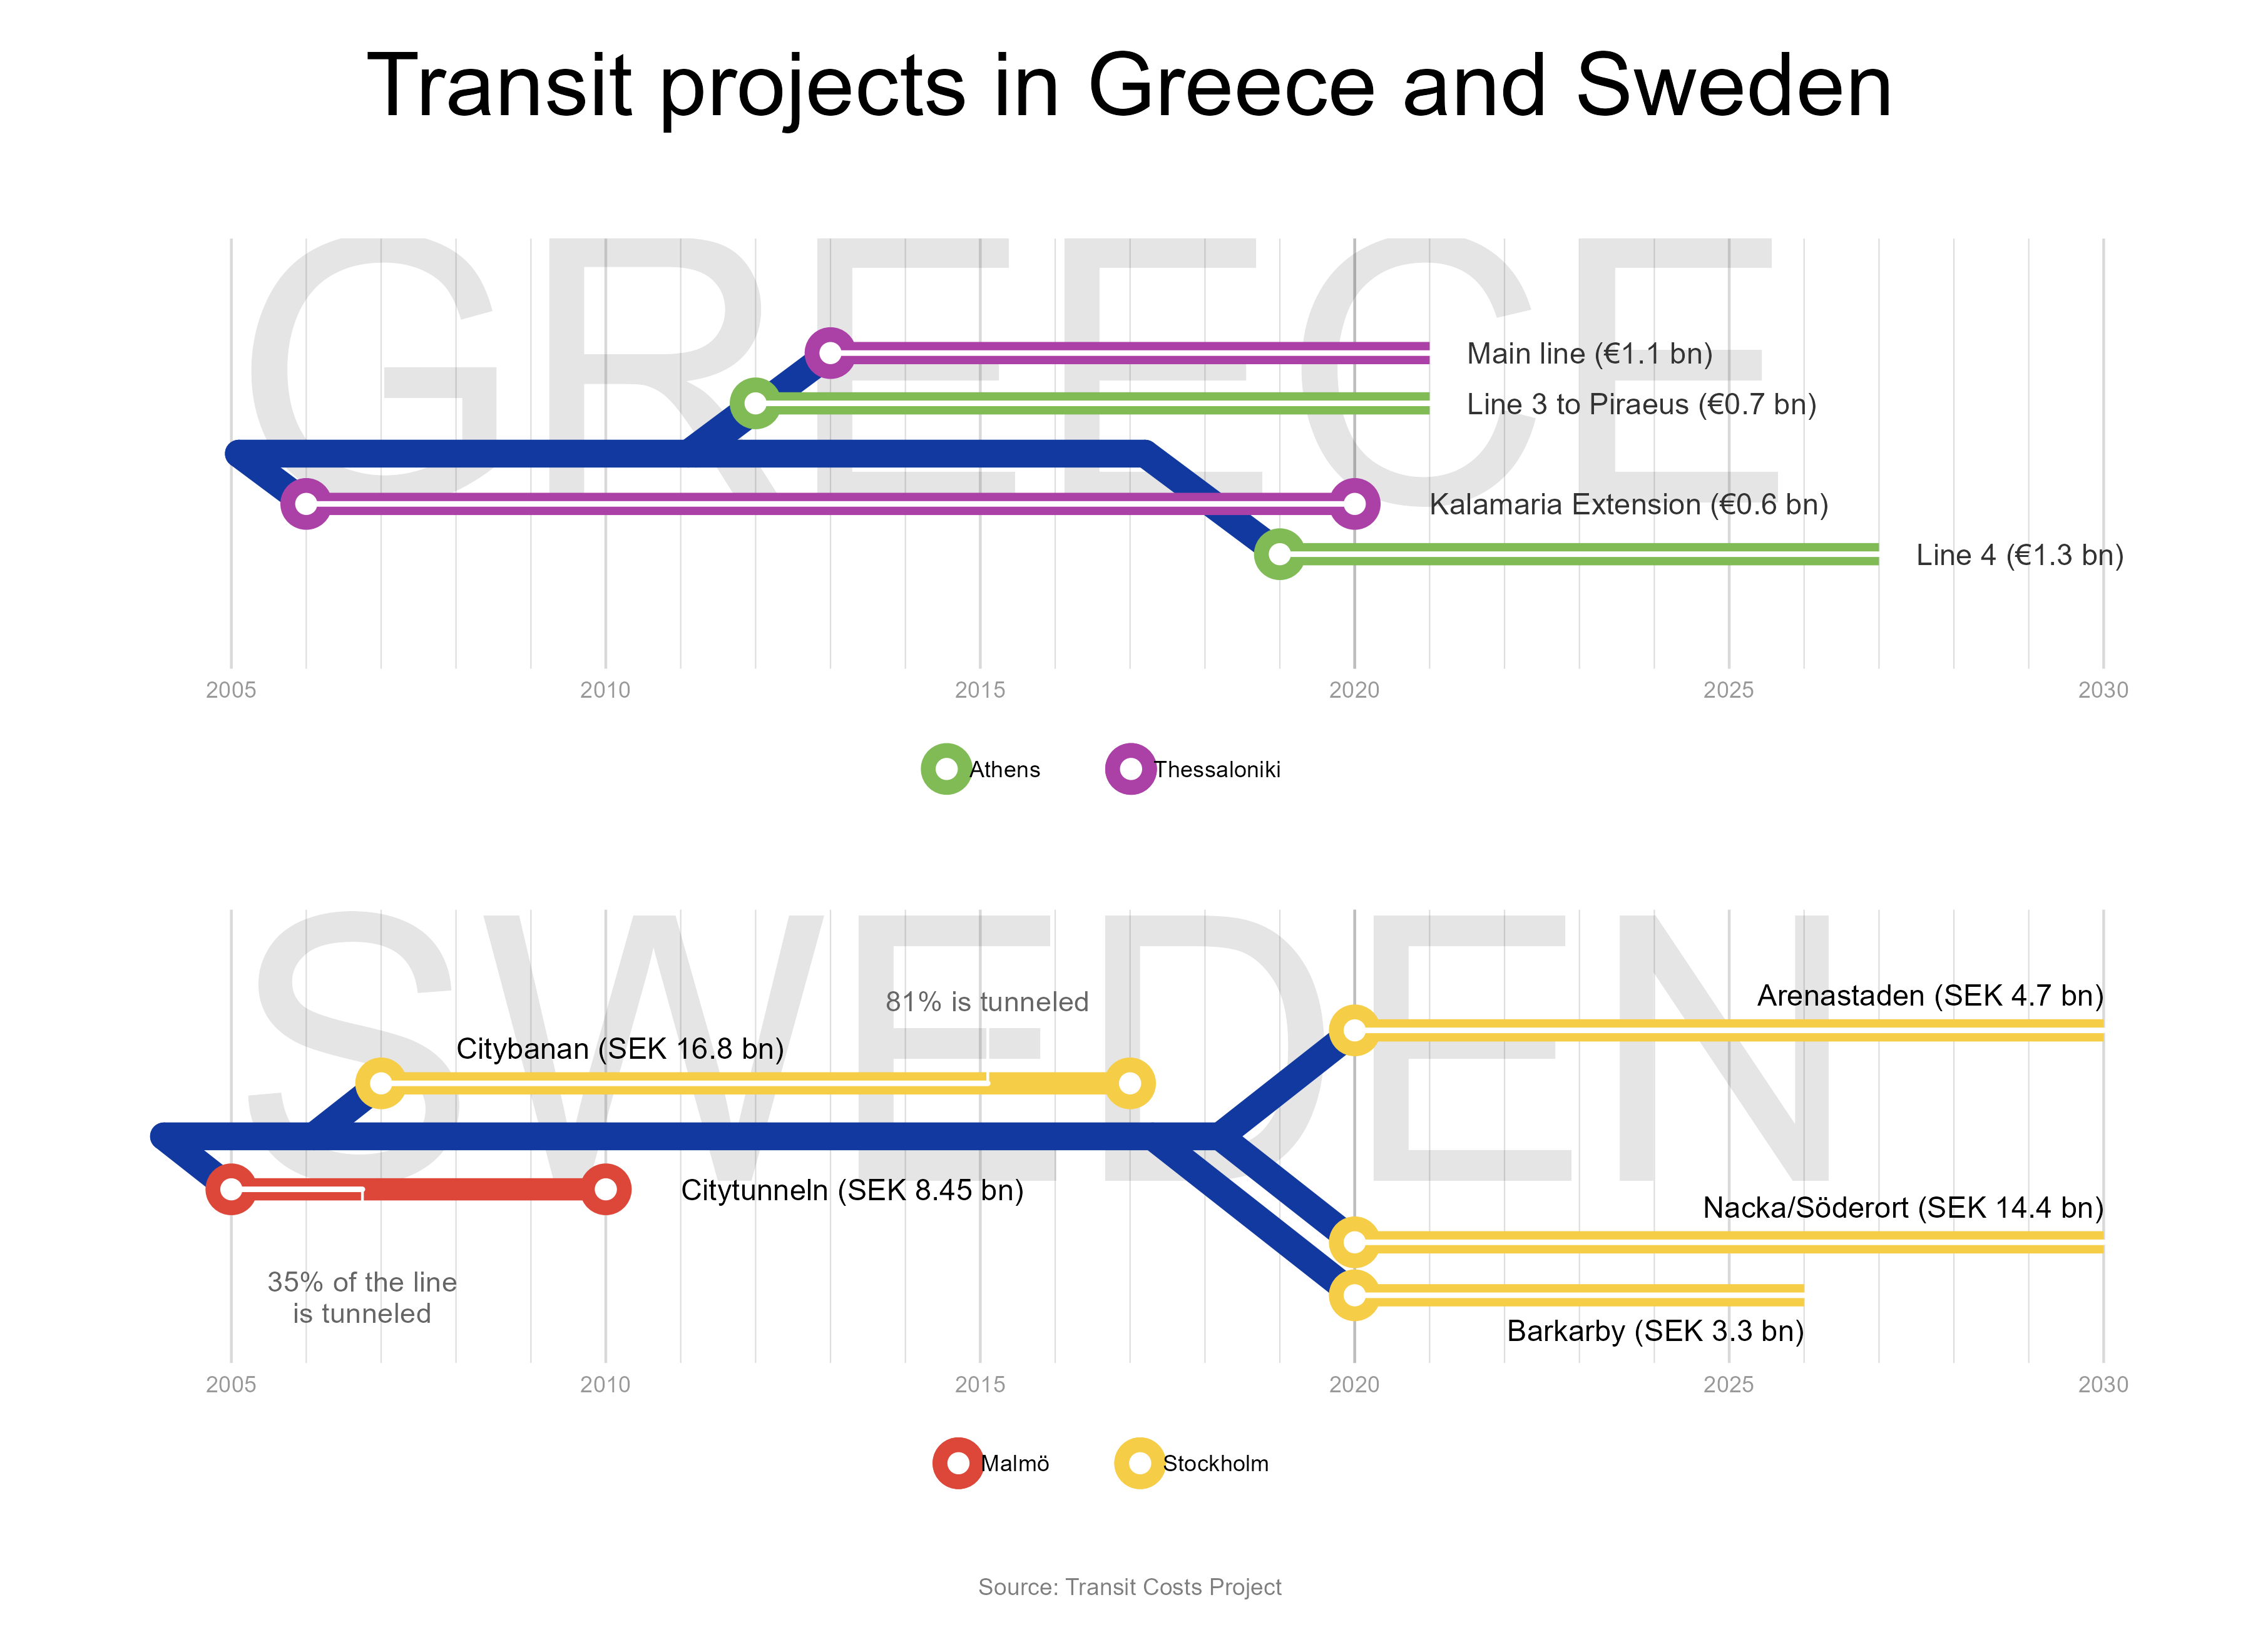 Transit projects in Greece and Sweden
GREECE
Main line (€1.1 bn)
Line 3 to Piraeus (€0.7 bn)
Kalamaria Extension (€0.6 bn)
Line 4 (€1.3 bn)
2005 2010 2015 2020 2025 2030
Athens Thessaloniki
SWEDEN
Arenastaden (SEK 4.7 bn)
81% is tunneled
Citybanan (SEK 16.8 bn)
Citytunneln (SEK 8.45 bn)
Nacka/Söderort (SEK 14.4 bn)
35% of the line
is tunneled
Barkarby (SEK 3.3 bn)
2005 2010 2015 2020 2025 2030
Malmö Stockholm
Source: Transit Costs Project